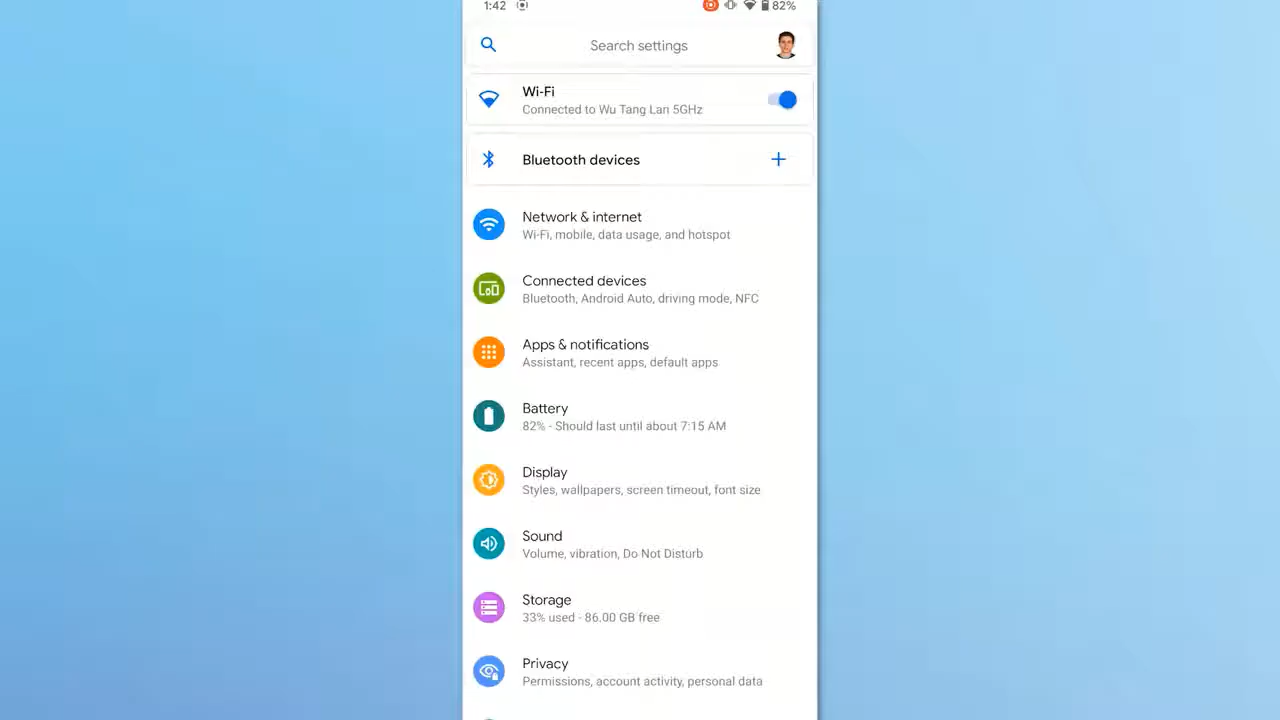 1:42
82%
Search settings
Wi-Fi
Connected to Wu Tang Lan 5GHz
Bluetooth devices
Network & internet
Wi-Fi, mobile, data usage, and hotspot
Connected devices
Bluetooth, Android Auto, driving mode, NFC
Apps & notifications
Assistant, recent apps, default apps
Battery
82% - Should last until about 7:15 AM
Display
Styles, wallpapers, screen timeout, font size
Sound
Volume, vibration, Do Not Disturb
Storage
33% used - 86.00 GB free
Privacy
Permissions, account activity, personal data